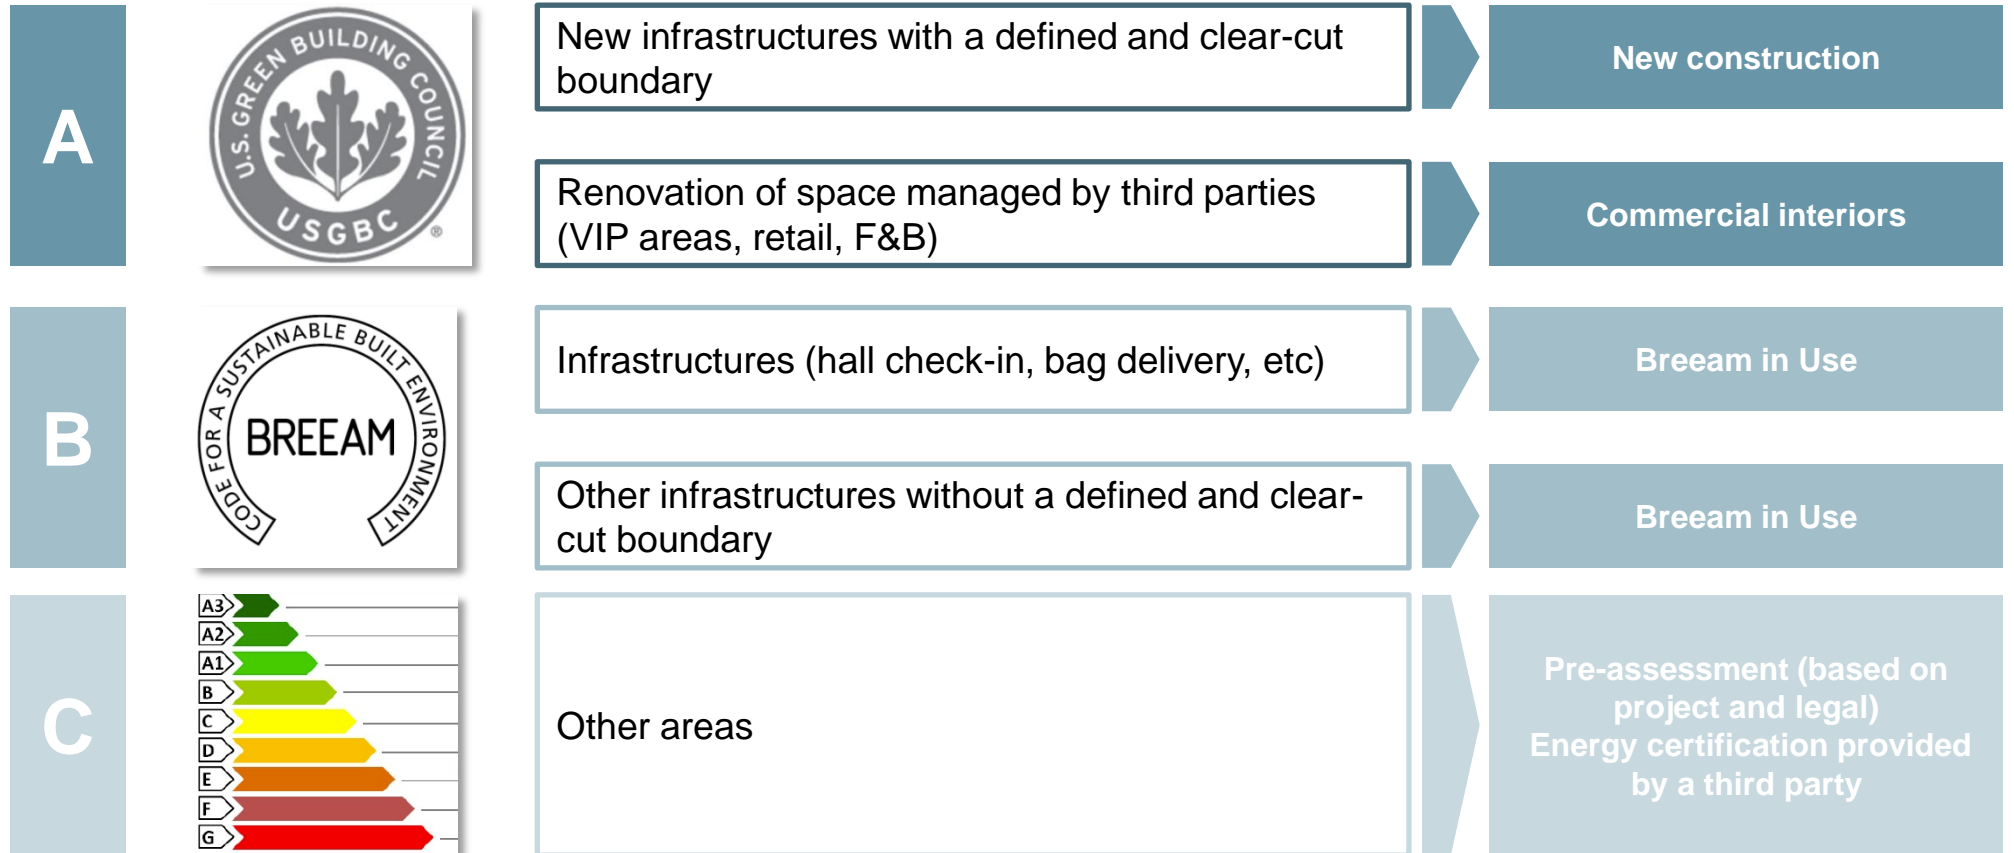 A
U.S. GREEN BUILDING COUNCIL
USGBC
®
New infrastructures with a defined and clear-cut
boundary
New construction
Renovation of space managed by third parties
(VIP areas, retail, F&B)
Commercial interiors
B
CODE FOR A SUSTAINABLE BUILT ENVIRONMENT
BREEAM
Infrastructures (hall check-in, bag delivery, etc)
Breeam in Use
Other infrastructures without a defined and clear-
cut boundary
Breeam in Use
C
A3
A2
A1
B
C
D
E
F
G
Other areas
Pre-assessment (based on
project and legal)
Energy certification provided
by a third party